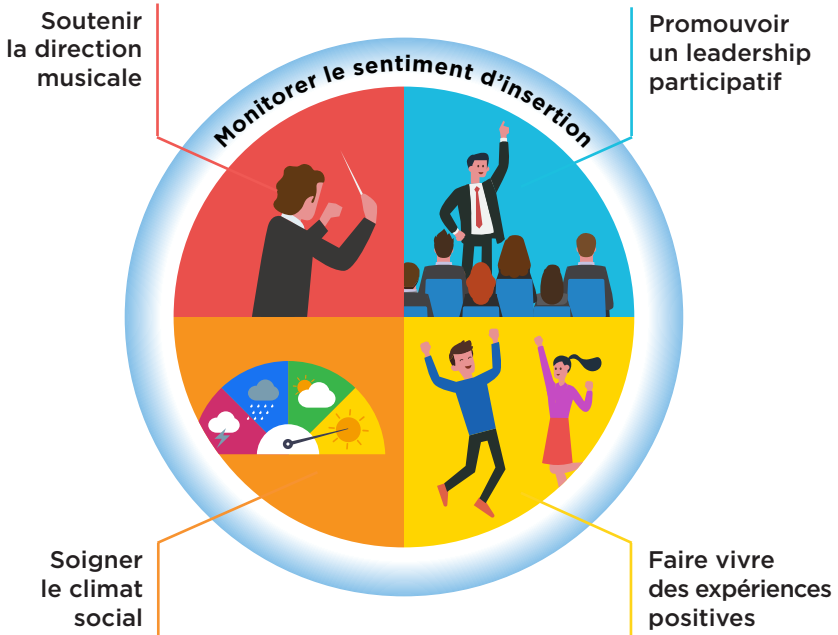 Soutenir
la direction
musicale
Promouvoir
un leadership
participatif
Monitorer le sentiment d'insertion
Soigner
le climat
social
Faire vivre
des expériences
positives